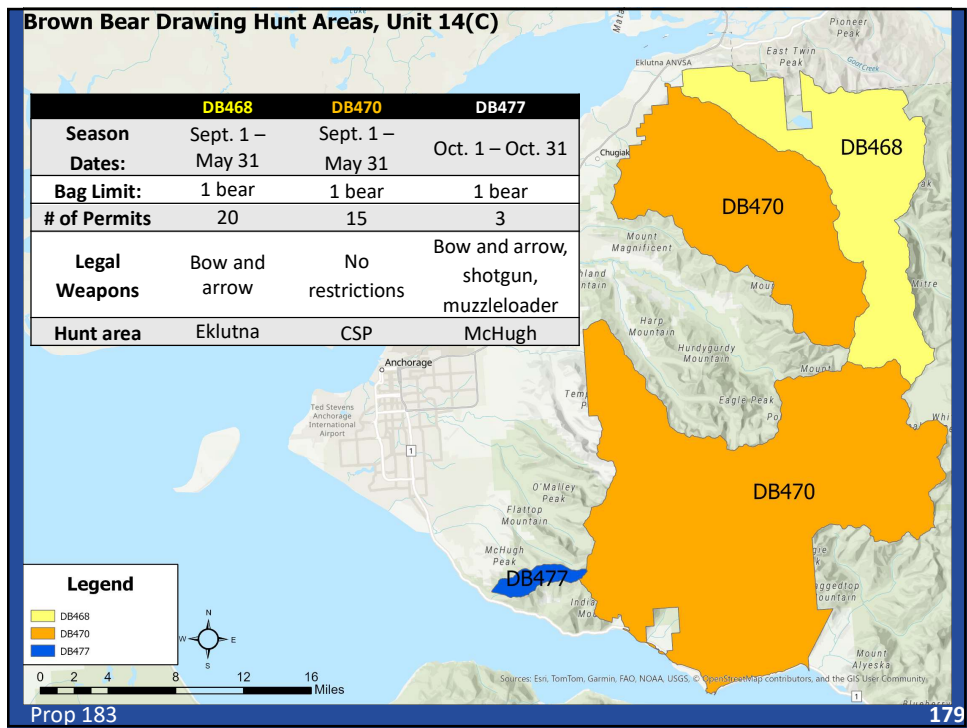 Brown Bear Drawing Hunt Areas, Unit 14(C)
DB468 DB470 DB477
Season Dates: Sept. 1 – May 31 Sept. 1 – May 31 Oct. 1 – Oct. 31
Bag Limit: 1 bear 1 bear 1 bear
# of Permits 20 15 3
Legal Weapons Bow and arrow No restrictions Bow and arrow, shotgun, muzzleloader
Hunt area Eklutna CSP McHugh
Pioneer
Peak
East Twin
Peak
Goat Creek
Eklutna ANVSA
Chugiak
DB468
DB470
Mount
Magnificent
Mitre
Harp
Mountain
Hurdygurdy
Mountain
Mount
Eagle Peak
Anchorage
Ted Stevens
Anchorage
International
Airport
1
O'Malley
Peak
Flattop
Mountain
McHugh
Peak
DB477
DB470
Mount
Alyeska
Legend
DB468
DB470
DB477
N
W E
S
0 2 4 8 12 16
Miles
Sources: Esri, TomTom, Garmin, FAO, NOAA, USGS, © OpenStreetMap contributors, and the GIS User Community
1
Prop 183
179